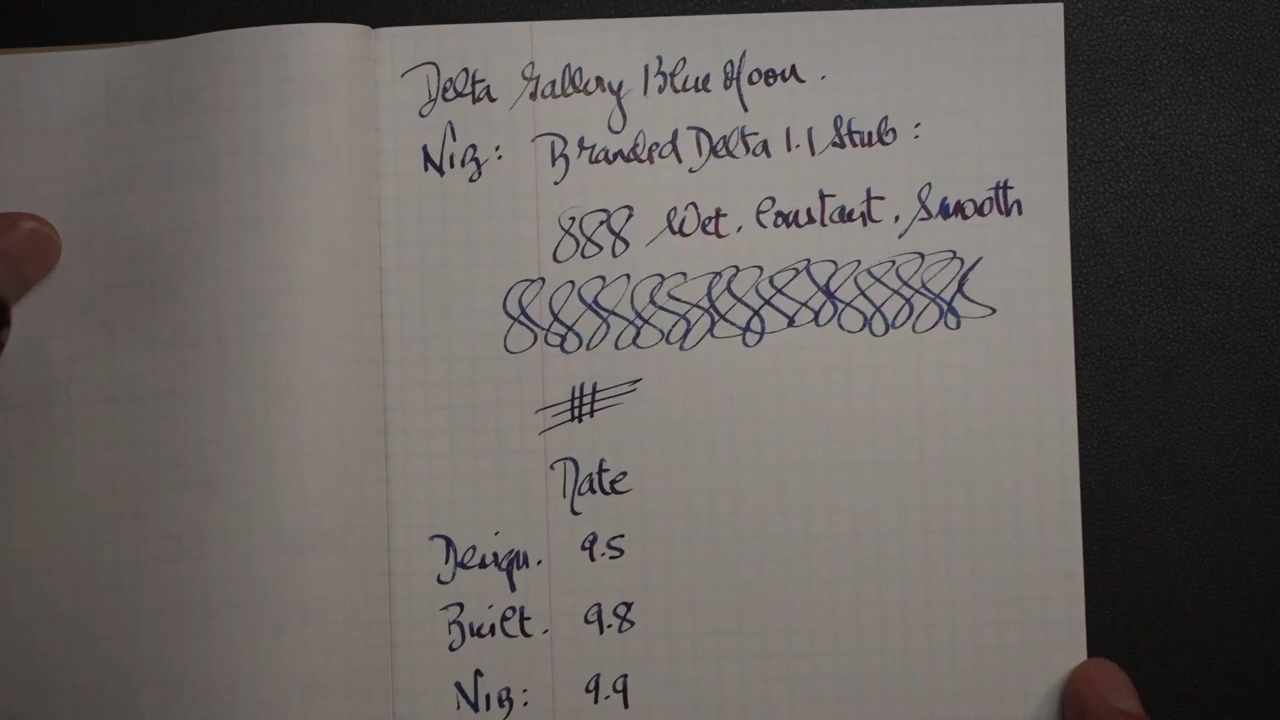 Delta Gallery Blue Moon.
Nib: Branded Delta 1.1 Stub:
888 Wet. Constant. Smooth
888888888888
Rate
Design. 9.5
Built. 9.8
Nib: 9.9